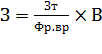 З = Зт / Фр.вр × В